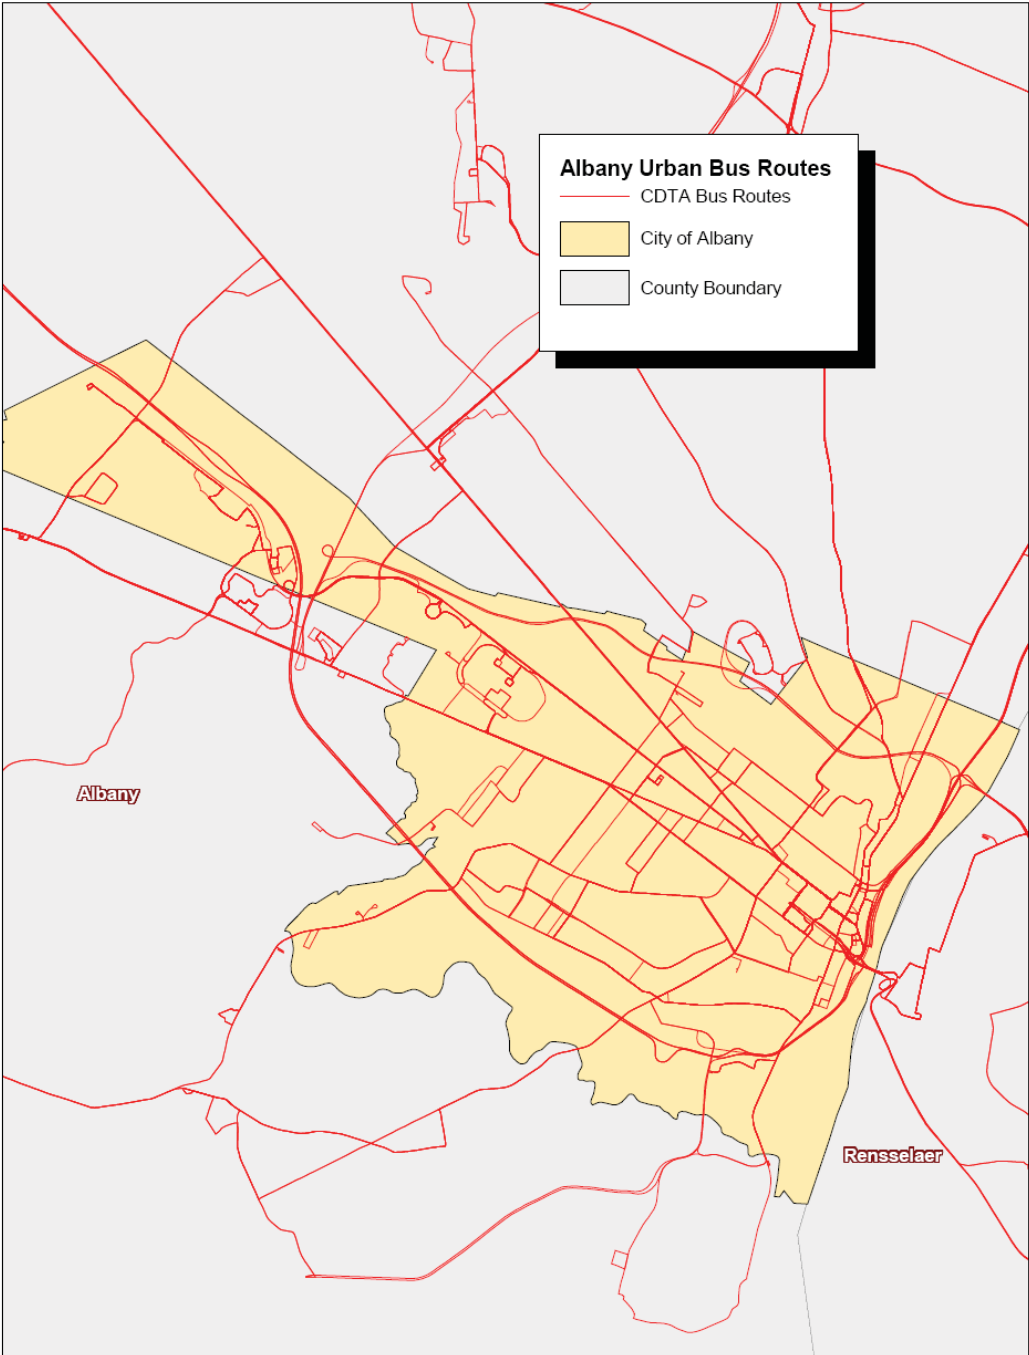 Albany Urban Bus Routes
CDTA Bus Routes
City of Albany
County Boundary
Albany
Rensselaer